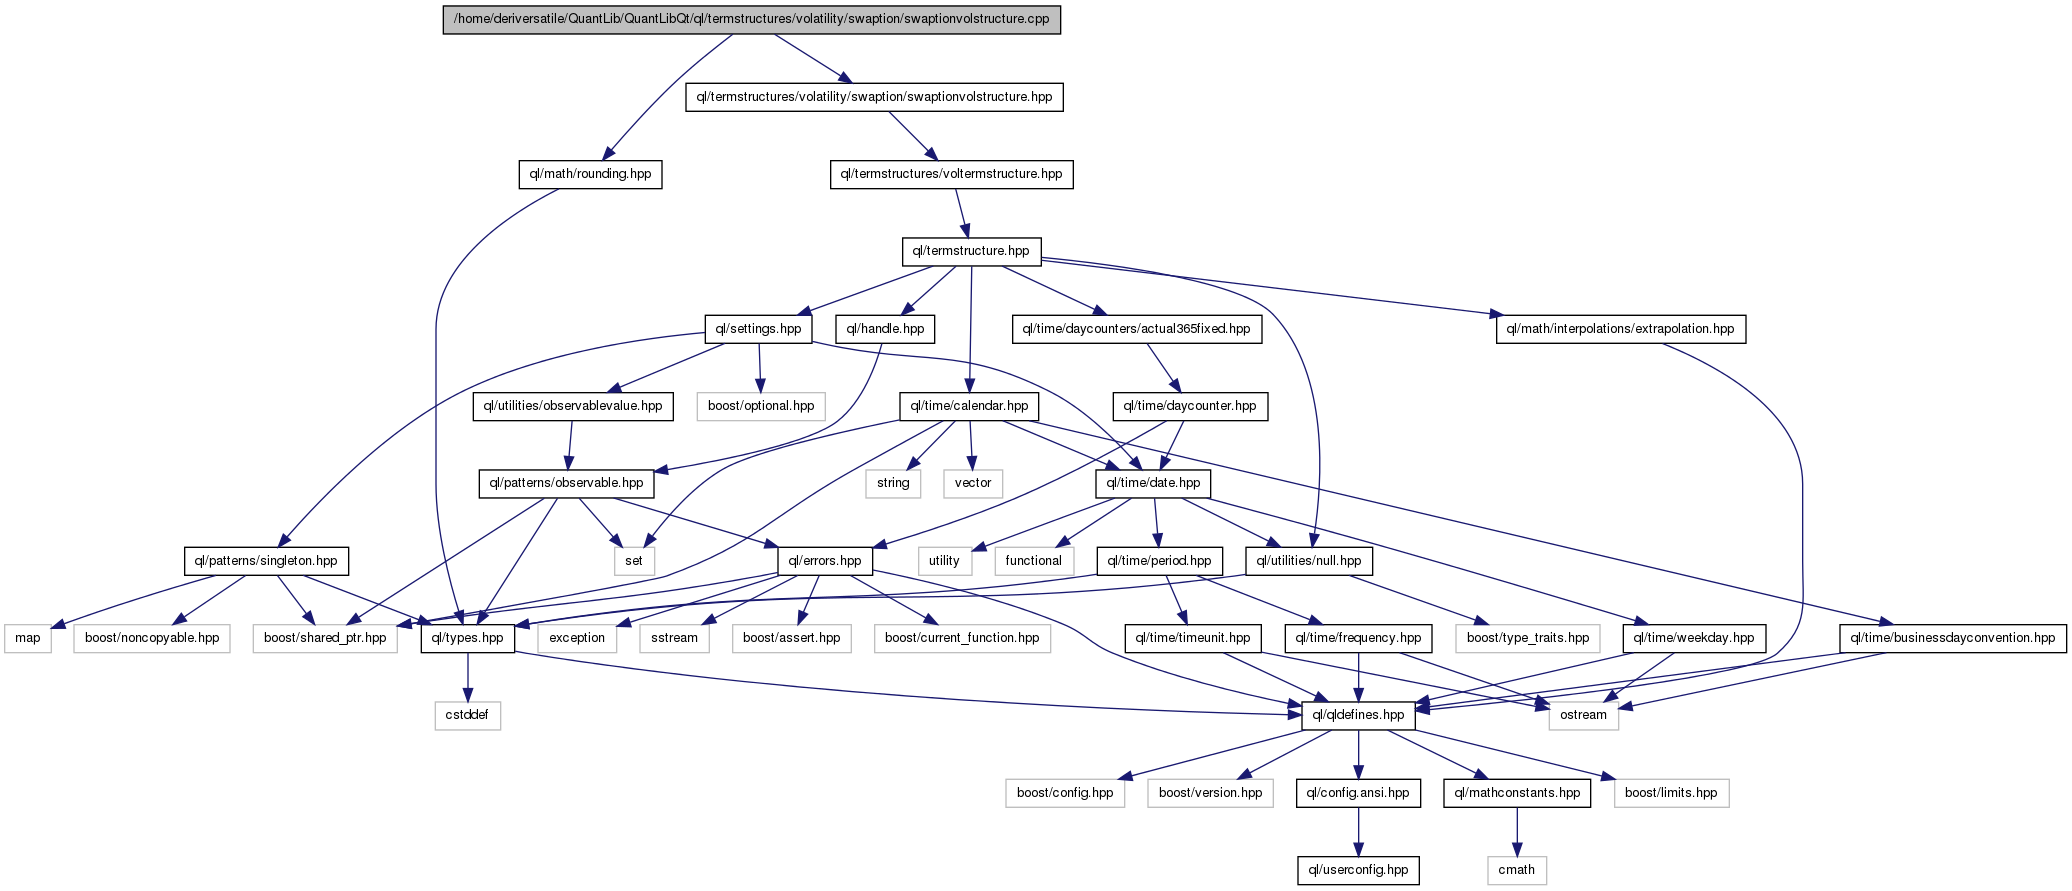 /home/deriversatile/QuantLib/QuantLibQt/ql/termstructures/volatility/swaption/swaptionvolstructure.cpp
ql/termstructures/volatility/swaption/swaptionvolstructure.hpp
ql/math/rounding.hpp
ql/termstructures/voltermstructure.hpp
ql/termstructure.hpp
ql/settings.hpp
ql/handle.hpp
ql/time/daycounters/actual365fixed.hpp
ql/math/interpolations/extrapolation.hpp
ql/utilities/observablevalue.hpp
boost/optional.hpp
ql/time/calendar.hpp
ql/time/daycounter.hpp
ql/patterns/observable.hpp
string
vector
ql/time/date.hpp
ql/patterns/singleton.hpp
set
ql/errors.hpp
utility
functional
ql/time/period.hpp
ql/utilities/null.hpp
map
boost/noncopyable.hpp
boost/shared_ptr.hpp
ql/types.hpp
exception
sstream
boost/assert.hpp
boost/current_function.hpp
ql/time/timeunit.hpp
ql/time/frequency.hpp
boost/type_traits.hpp
ql/time/weekday.hpp
ql/time/businessdayconvention.hpp
cstddef
ql/qldefines.hpp
ostream
boost/config.hpp
boost/version.hpp
ql/config.ansi.hpp
ql/mathconstants.hpp
boost/limits.hpp
ql/userconfig.hpp
cmath